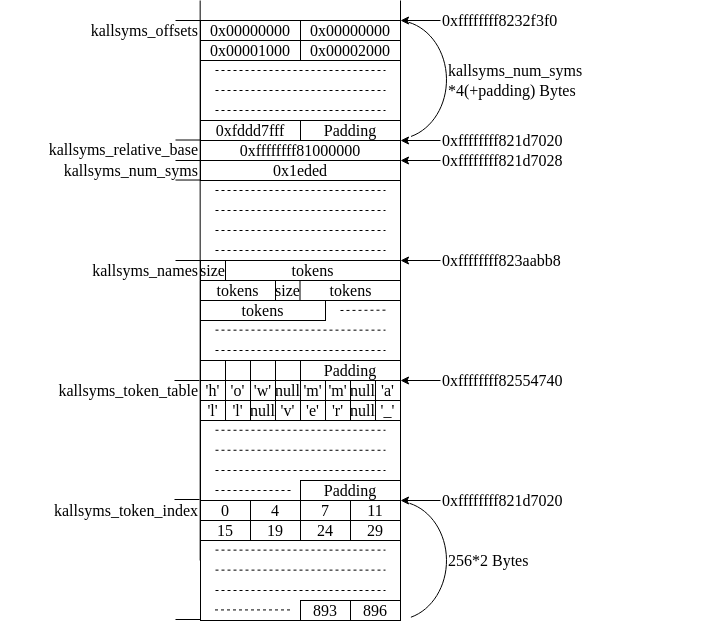 kallsyms_offsets 0x00000000 0x00000000 0xffffffff8232f3f0
0x00001000 0x00002000
kallsyms_num_syms
*4(+padding) Bytes
0xfddd7fff Padding 0xffffffff821d7020
kallsyms_relative_base 0xffffffff81000000 0xffffffff821d7028
kallsyms_num_syms 0x1eded
kallsyms_names size tokens 0xffffffff823aabb8
tokens size tokens
tokens
Padding 0xffffffff82554740
kallsyms_token_table 'h' 'o' 'w' null 'm' 'm' null 'a'
'l' 'l' null 'v' 'e' 'r' null '_'
Padding 0xffffffff821d7020
kallsyms_token_index 0 4 7 11
15 19 24 29
256*2 Bytes
893 896